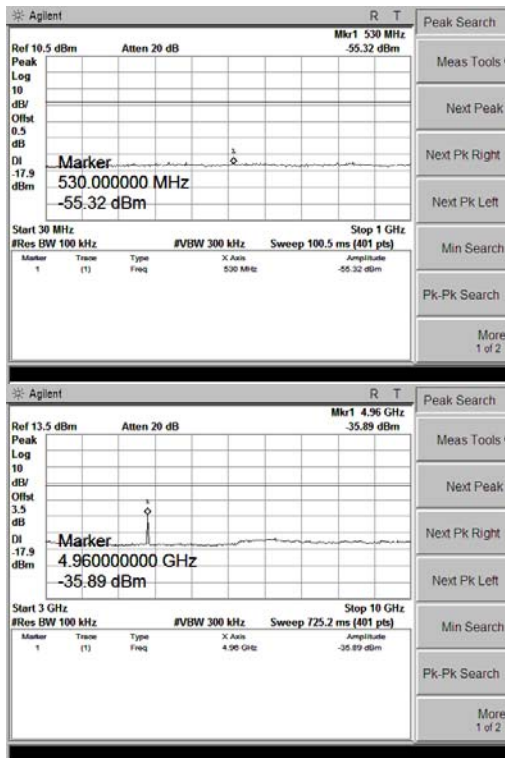 Agilent R T
Mkr1 530 MHz
Ref 10.5 dBm Atten 20 dB -55.32 dBm
Peak
Log
10
dB/
Offst
0.5
dB
DI
-17.9
dBm
1
Marker
530.000000 MHz
-55.32 dBm
Start 30 MHz Stop 1 GHz
#Res BW 100 kHz #VBW 300 kHz Sweep 100.5 ms (401 pts)
Marker Trace Type X Axis Amplitude
1 (1) Freq 530 MHz -55.32 dBm
Peak Search
Meas Tools
Next Peak
Next Pk Right
Next Pk Left
Min Search
Pk-Pk Search
More
1 of 2
Agilent R T
Mkr1 4.96 GHz
Ref 13.5 dBm Atten 20 dB -35.89 dBm
Peak
Log
10
dB/
Offst
3.5
dB
DI
-17.9
dBm
1
Marker
4.960000000 GHz
-35.89 dBm
Start 3 GHz Stop 10 GHz
#Res BW 100 kHz #VBW 300 kHz Sweep 725.2 ms (401 pts)
Marker Trace Type X Axis Amplitude
1 (1) Freq 4.96 GHz -35.89 dBm
Peak Search
Meas Tools
Next Peak
Next Pk Right
Next Pk Left
Min Search
Pk-Pk Search
More
1 of 2